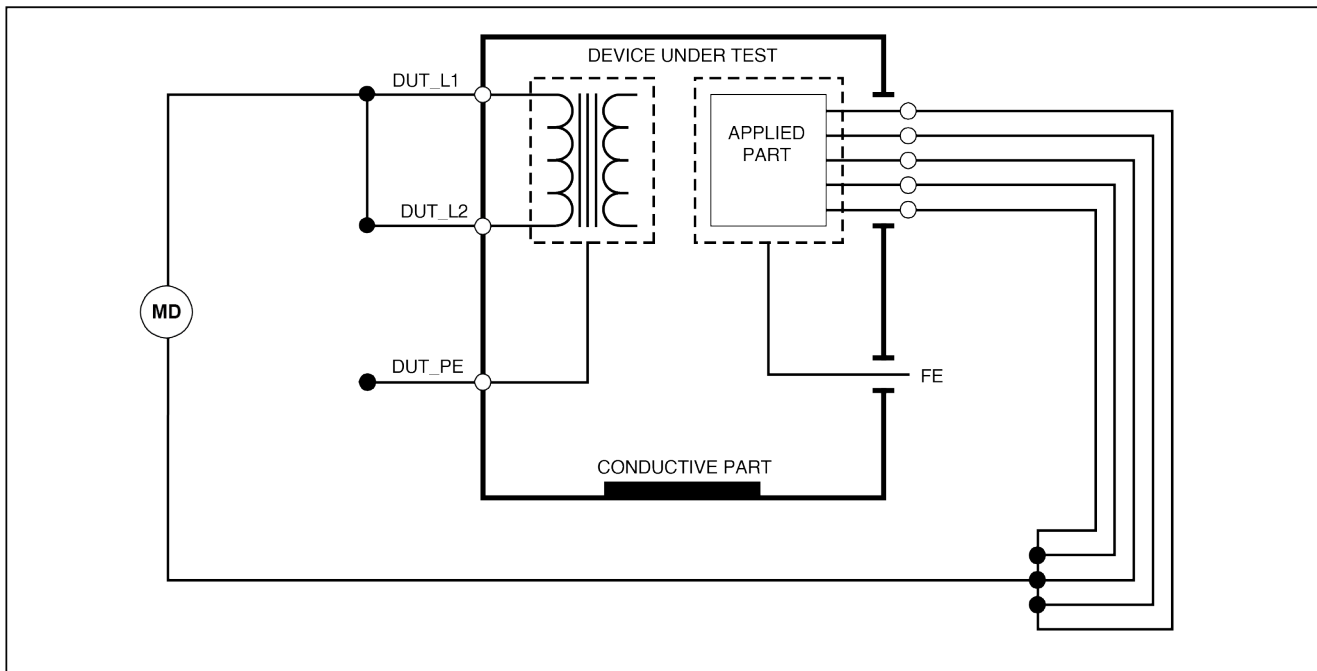 DEVICE UNDER TEST
DUT_L1
APPLIED
PART
DUT_L2
MD
DUT_PE
FE
CONDUCTIVE PART